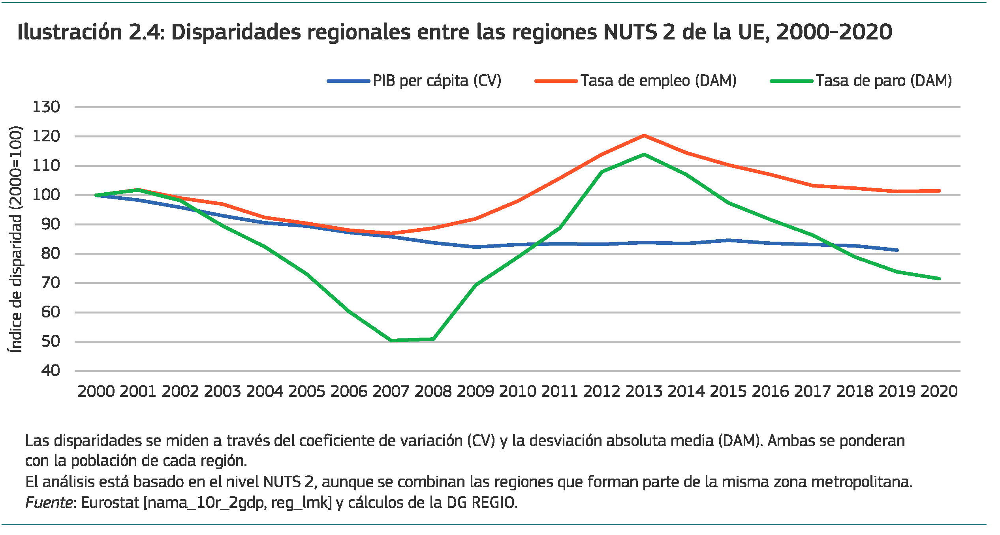 Ilustración 2.4: Disparidades regionales entre las regiones NUTS 2 de la UE, 2000-2020
PIB per cápita (CV) Tasa de empleo (DAM) Tasa de paro (DAM)
Índice de disparidad (2000=100)
130
120
110
100
90
80
70
60
50
40
2000 2001 2002 2003 2004 2005 2006 2007 2008 2009 2010 2011 2012 2013 2014 2015 2016 2017 2018 2019 2020
Las disparidades se miden a través del coeficiente de variación (CV) y la desviación absoluta media (DAM). Ambas se ponderan
con la población de cada región.
El análisis está basado en el nivel NUTS 2, aunque se combinan las regiones que forman parte de la misma zona metropolitana.
Fuente: Eurostat [nama_10r_2gdp, reg_lmk] y cálculos de la DG REGIO.